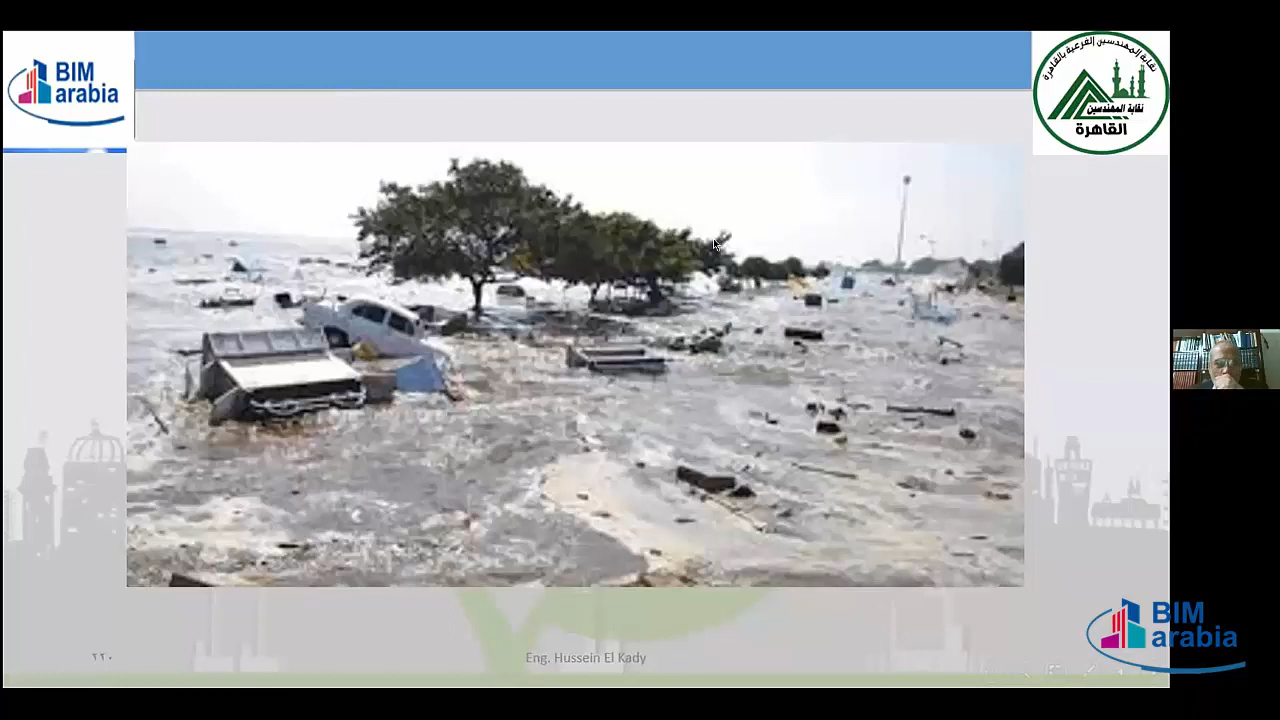 BIM
arabia
نقابة المهندسين الفرعية بالقاهرة
نقابة المهندسين
القاهرة
٢٢٠
Eng. Hussein El Kady
BIM
arabia